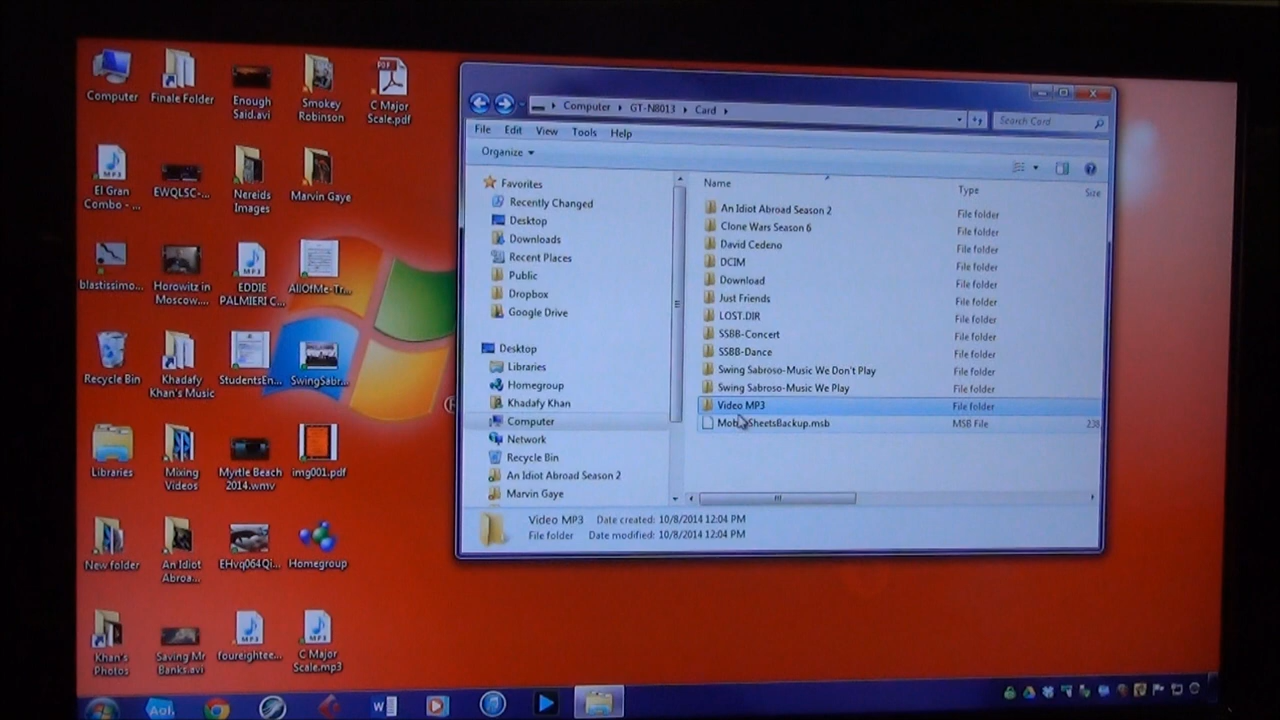 Computer
Finale Folder
Enough
Said.avi
Smokey
Robinson
PDF
C Major
Scale.pdf
MP3
El Gran
Combo - ...
EWQLSC-...
Nereids
Images
Marvin Gaye
blastissimo...
Horowitz in
Moscow....
MP3
EDDIE
PALMIERI C...
AllOfMe-Tr...
Recycle Bin
Khadafy
Khan's Music
StudentsEn...
SwingSabr...
Libraries
Mixing
Videos
Myrtle Beach
2014.wmv
img001.pdf
New folder
An Idiot
Abroa...
EHvq064Qi...
Homegroup
Khan's
Photos
Saving Mr
Banks.avi
MP3
foureightee...
MP3
C Major
Scale.mp3
Computer
GT-N8013
Card
Search Card
File Edit View Tools Help
Organize
Favorites
Recently Changed
Desktop
Downloads
Recent Places
Public
Dropbox
Google Drive
Desktop
Libraries
Homegroup
Khadafy Khan
Computer
Network
Recycle Bin
An Idiot Abroad Season 2
Marvin Gaye
Name Type Size
An Idiot Abroad Season 2 File folder
Clone Wars Season 6 File folder
David Cedeno File folder
DCIM File folder
Download File folder
Just Friends File folder
LOST.DIR File folder
SSBB-Concert File folder
SSBB-Dance File folder
Swing Sabroso-Music We Don't Play File folder
Swing Sabroso-Music We Play File folder
Video MP3 File folder
MSB File 238
Video MP3 Date created: 10/8/2014 12:04 PM
File folder Date modified: 10/8/2014 12:04 PM
Aol.
W